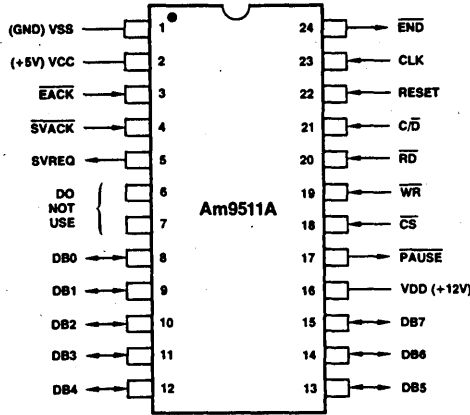 (GND) VSS 1 24 END
(+5V) VCC 2 23 CLK
EACK 3 22 RESET
SVACK 4 21 C/D
SVREQ 5 20 RD
DO NOT USE
6 19 WR
7 18 CS
Am9511A
DB0 8 17 PAUSE
DB1 9 16 VDD (+12V)
DB2 10 15 DB7
DB3 11 14 DB6
DB4 12 13 DB5